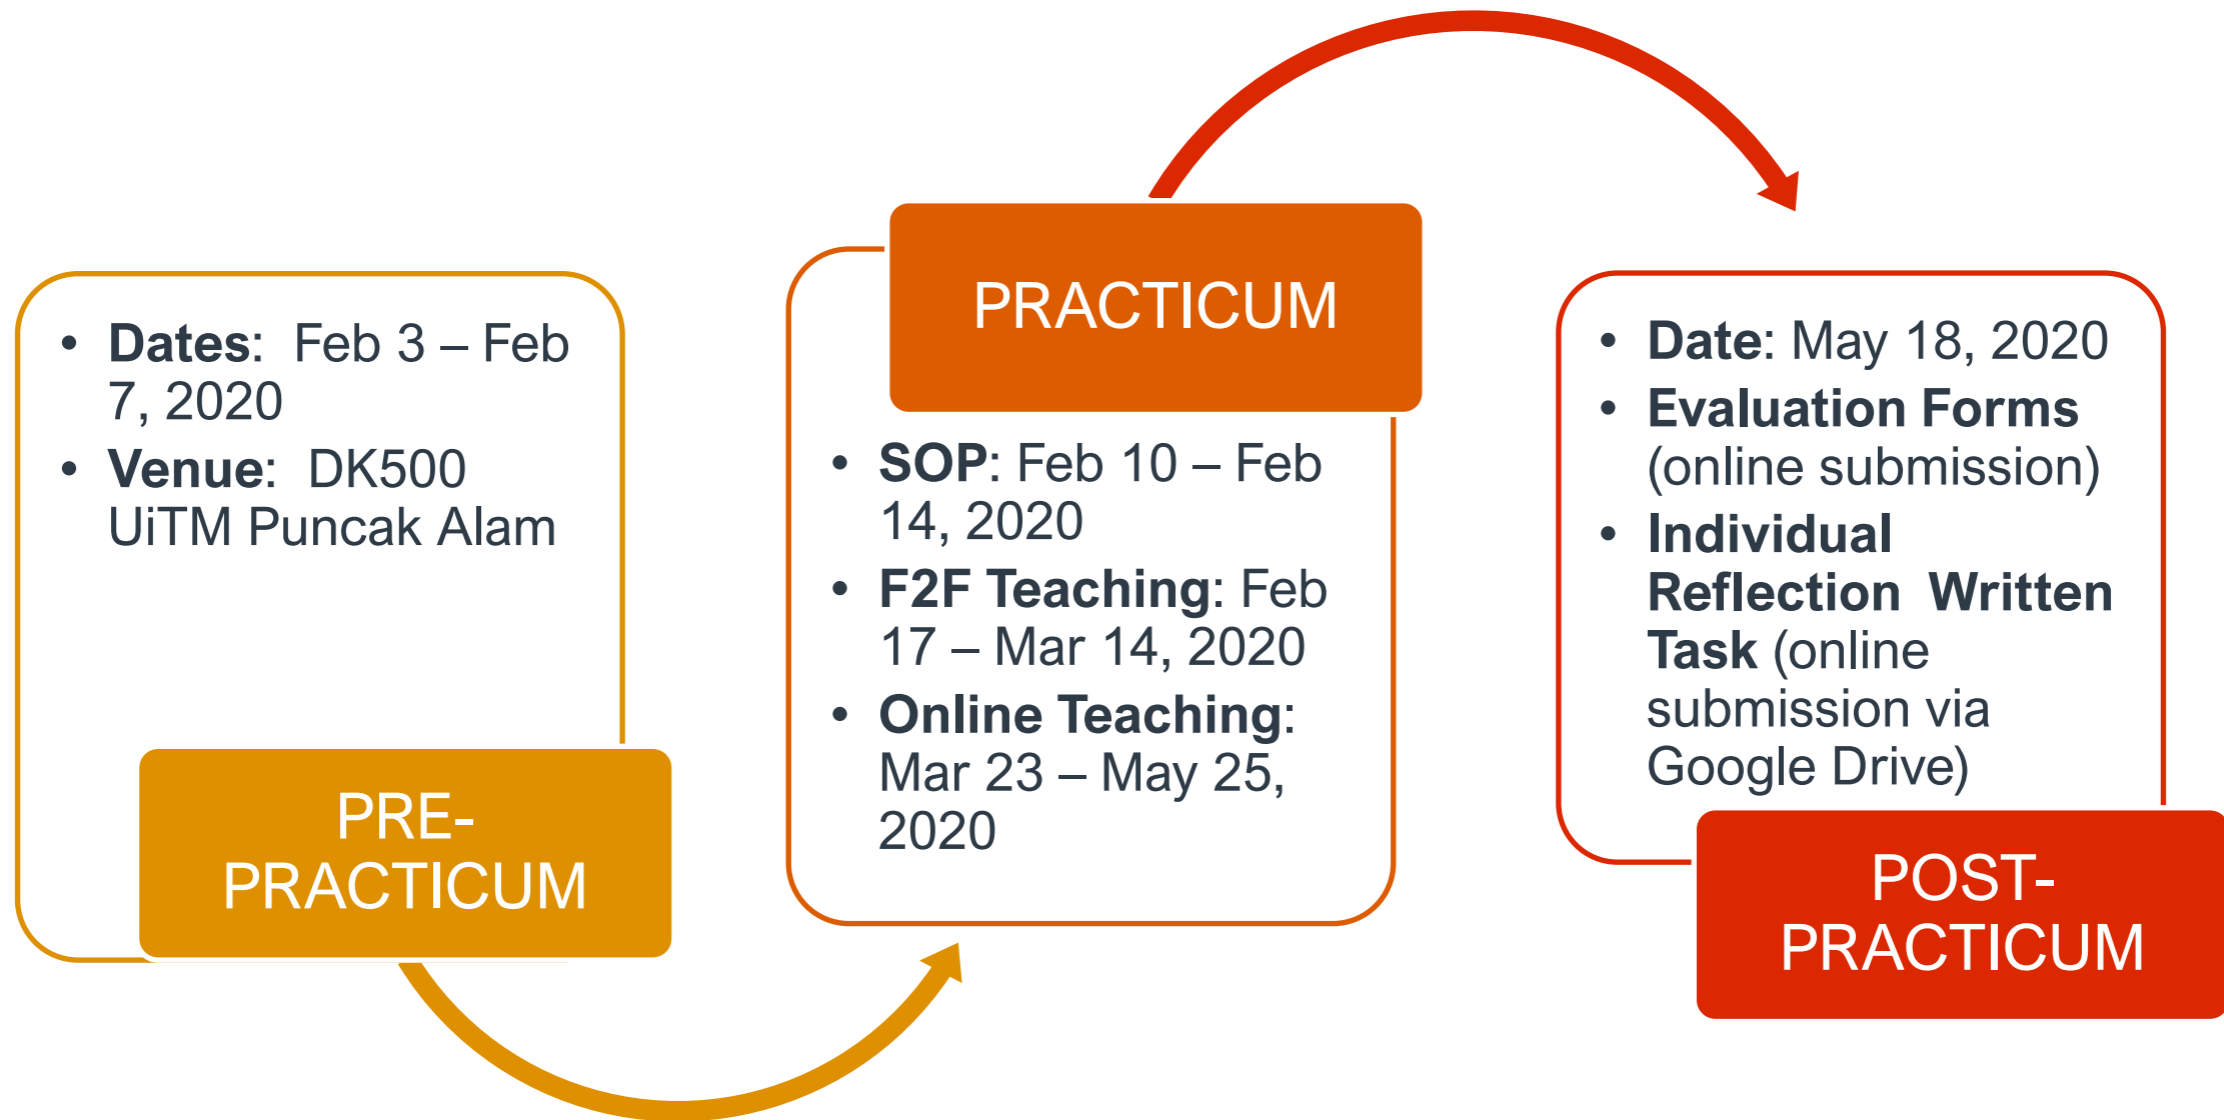 • Dates:  Feb 3 – Feb
7, 2020
• Venue:  DK500
UiTM Puncak Alam
PRE-
PRACTICUM
PRACTICUM
• SOP: Feb 10 – Feb
14, 2020
• F2F Teaching: Feb
17 – Mar 14, 2020
• Online Teaching:
Mar 23 – May 25,
2020
• Date: May 18, 2020
• Evaluation Forms
(online submission)
• Individual
Reflection  Written
Task (online
submission via
Google Drive)
POST-
PRACTICUM